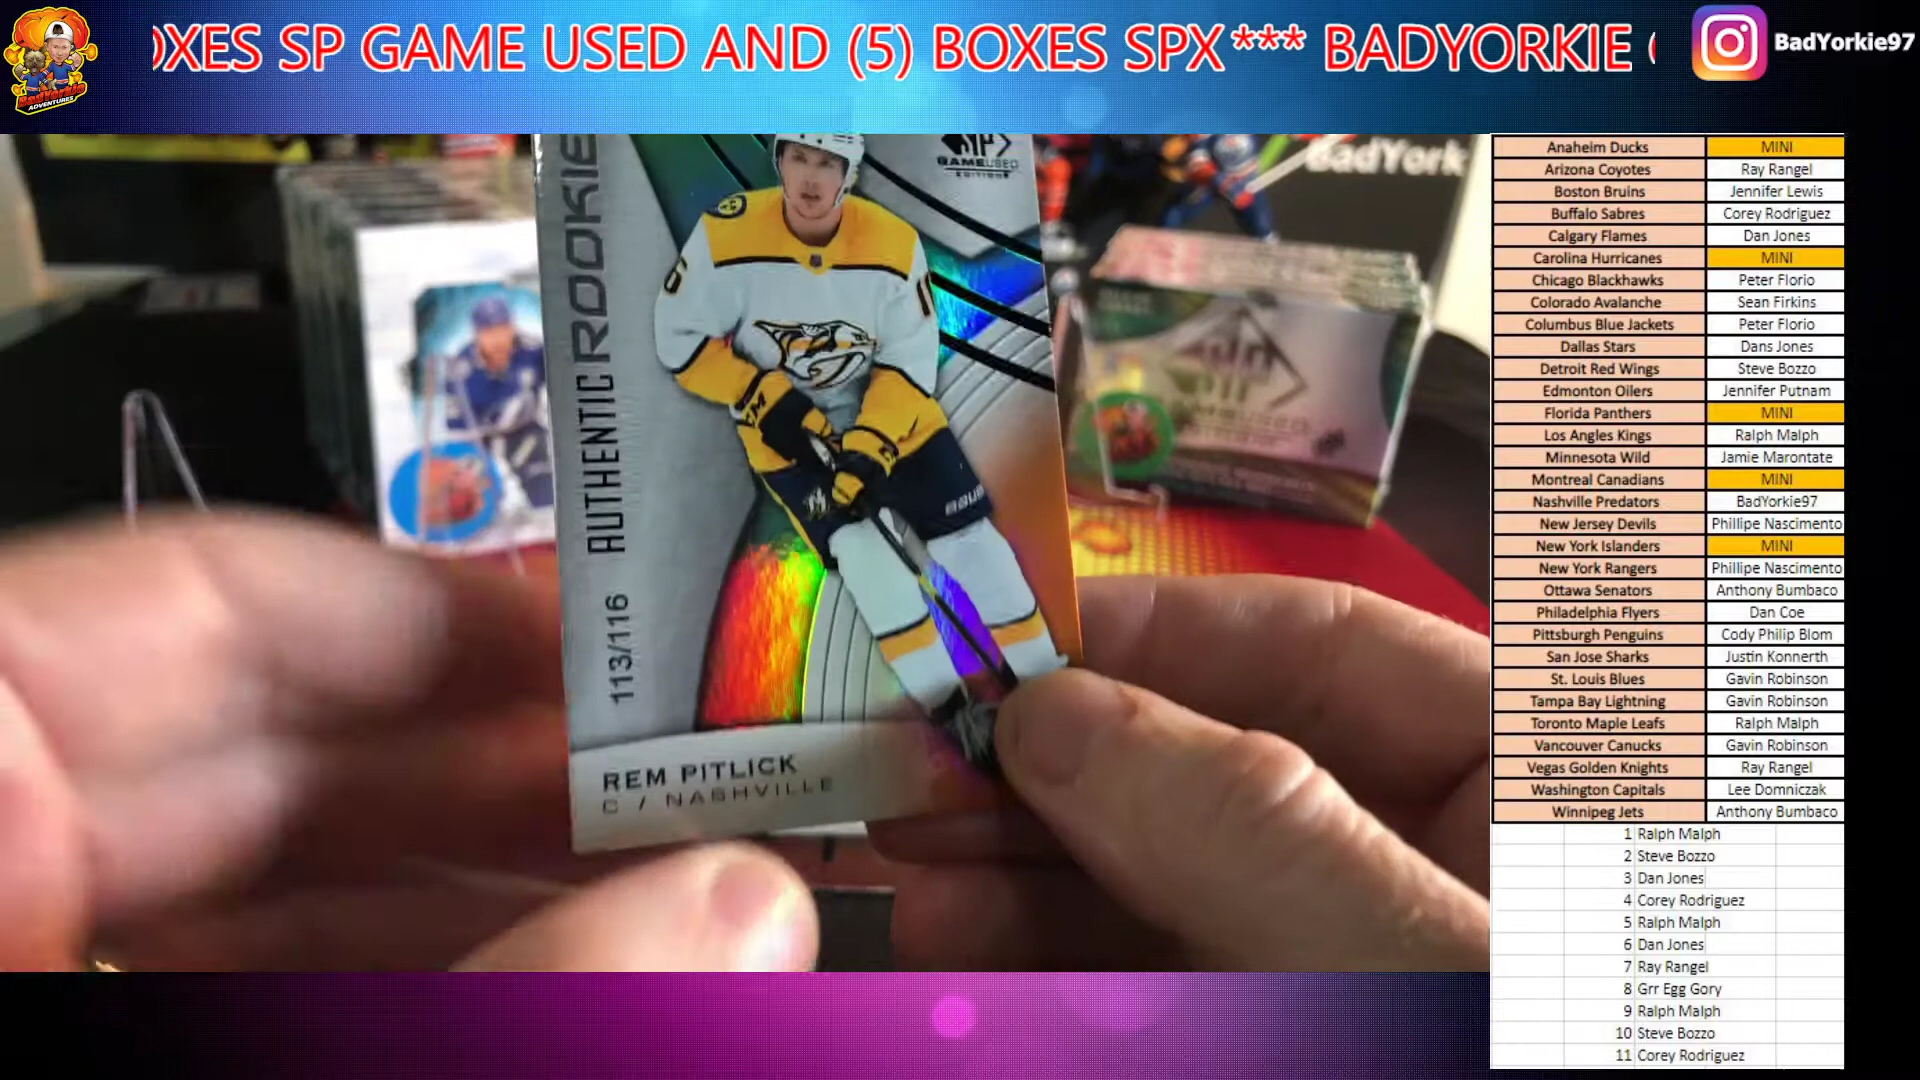 XES SP GAME USED AND (5) BOXES SPX*** BADYORKIE
BadYorkie97
BadYorkie
ADVENTURES
BadYork
SP
GAMEUSED
EDITION
AUTHENTIC ROOKIE
113/116
REM PITLICK
C / NASHVILLE
CCM
BAUE
Anaheim Ducks MINI
Arizona Coyotes Ray Rangel
Boston Bruins Jennifer Lewis
Buffalo Sabres Corey Rodriguez
Calgary Flames Dan Jones
Carolina Hurricanes MINI
Chicago Blackhawks Peter Florio
Colorado Avalanche Sean Firkins
Columbus Blue Jackets Peter Florio
Dallas Stars Dans Jones
Detroit Red Wings Steve Bozzo
Edmonton Oilers Jennifer Putnam
Florida Panthers MINI
Los Angles Kings Ralph Malph
Minnesota Wild Jamie Marontate
Montreal Canadians MINI
Nashville Predators BadYorkie97
New Jersey Devils Phillipe Nascimento
New York Islanders MINI
New York Rangers Phillipe Nascimento
Ottawa Senators Anthony Bumbaco
Philadelphia Flyers Dan Coe
Pittsburgh Penguins Cody Philip Blom
San Jose Sharks Justin Konnerth
St. Louis Blues Gavin Robinson
Tampa Bay Lightning Gavin Robinson
Toronto Maple Leafs Ralph Malph
Vancouver Canucks Gavin Robinson
Vegas Golden Knights Ray Rangel
Washington Capitals Lee Domniczak
Winnipeg Jets Anthony Bumbaco
1 Ralph Malph
2 Steve Bozzo
3 Dan Jones
4 Corey Rodriguez
5 Ralph Malph
6 Dan Jones
7 Ray Rangel
8 Grr Egg Gory
9 Ralph Malph
10 Steve Bozzo
11 Corey Rodriguez